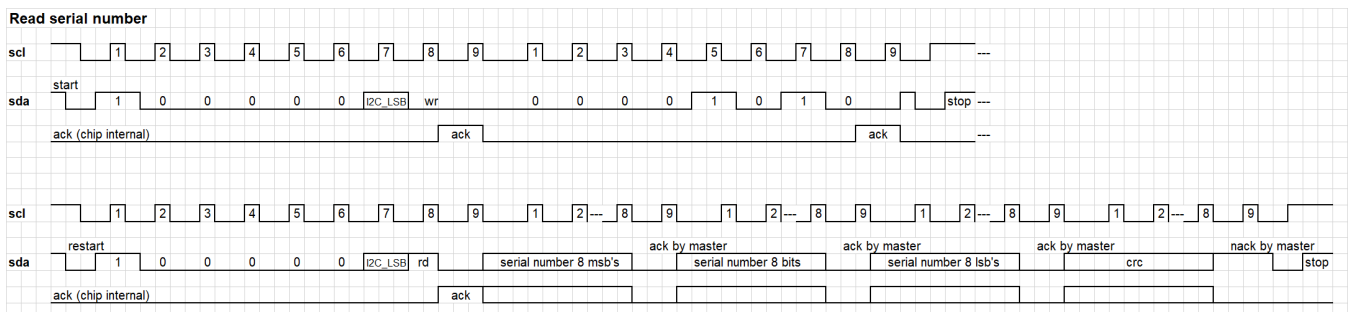 Read serial number
scl 1 2 3 4 5 6 7 8 9 1 2 3 4 5 6 7 8 9 ---
start
sda 1 0 0 0 0 0 I2C_LSB wr 0 0 0 0 1 0 1 0 stop ---
ack (chip internal) ack ack ---
scl 1 2 3 4 5 6 7 8 9 1 2 --- 8 9 1 2 --- 8 9 1 2 --- 8 9 1 2 --- 8 9
restart ack by master ack by master ack by master nack by master
sda 1 0 0 0 0 0 I2C_LSB rd serial number 8 msb's serial number 8 bits serial number 8 lsb's crc stop
ack (chip internal) ack